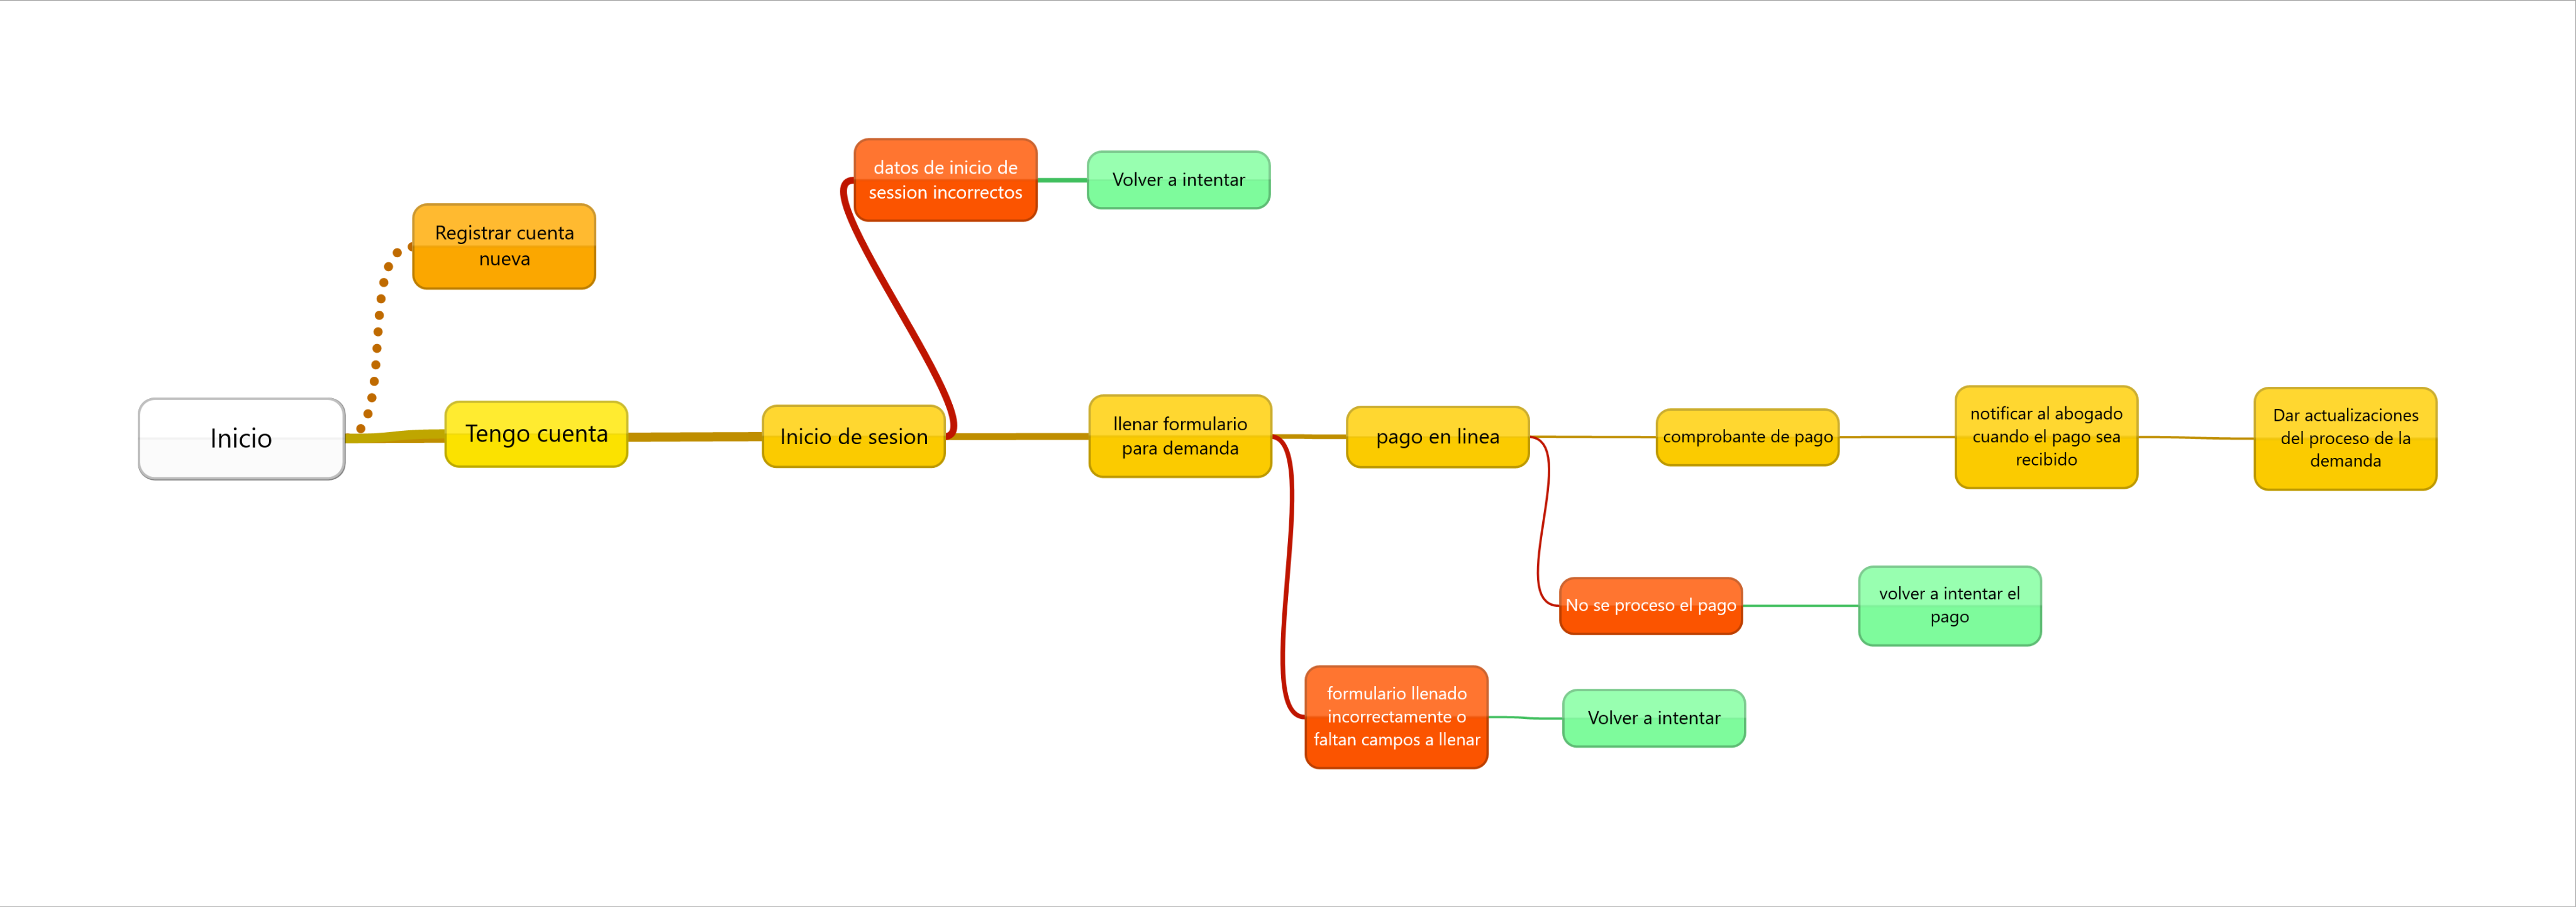 datos de inicio de
session incorrectos
Volver a intentar
Registrar cuenta
nueva
Inicio
Tengo cuenta
Inicio de sesion
llenar formulario
para demanda
pago en linea
comprobante de pago
notificar al abogado
cuando el pago sea
recibido
Dar actualizaciones
del proceso de la
demanda
No se proceso el pago
volver a intentar el
pago
formulario llenado
incorrectamente o
faltan campos a llenar
Volver a intentar